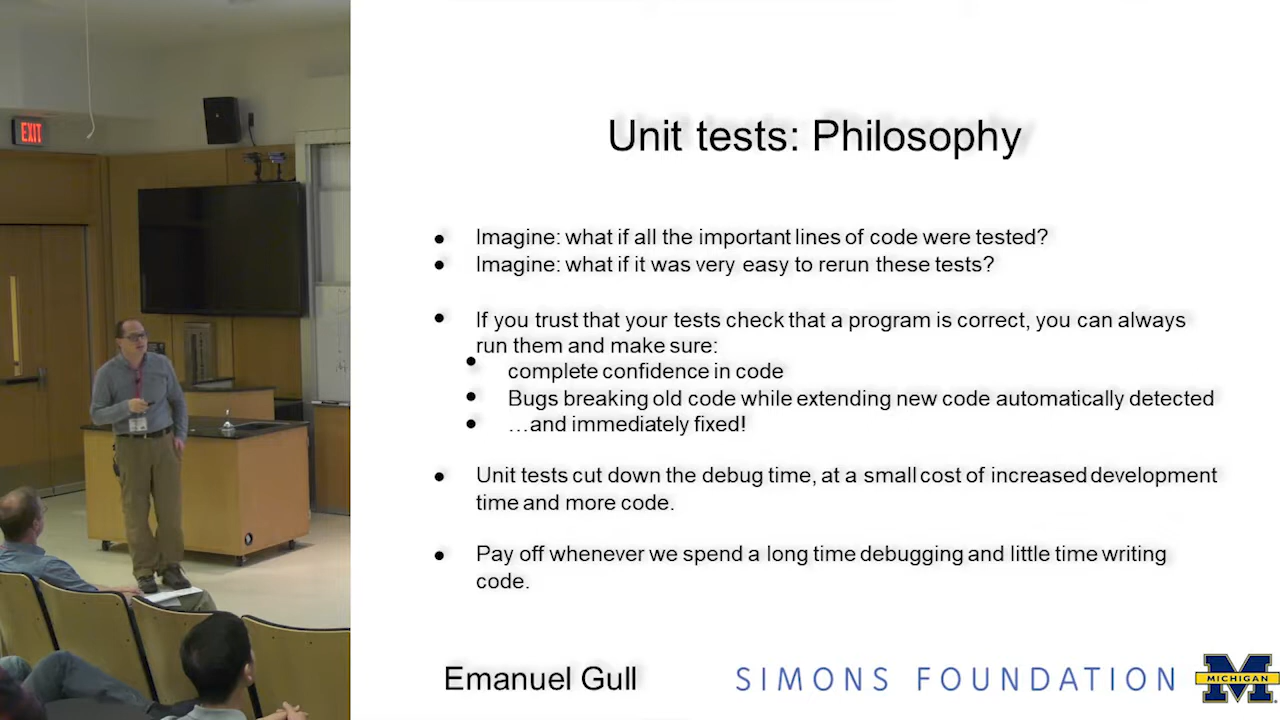 EXIT
Unit tests: Philosophy
Imagine: what if all the important lines of code were tested?
Imagine: what if it was very easy to rerun these tests?
If you trust that your tests check that a program is correct, you can always
run them and make sure:
complete confidence in code
Bugs breaking old code while extending new code automatically detected
…and immediately fixed!
Unit tests cut down the debug time, at a small cost of increased development
time and more code.
Pay off whenever we spend a long time debugging and little time writing
code.
Emanuel Gull
SIMONS FOUNDATION
MICHIGAN